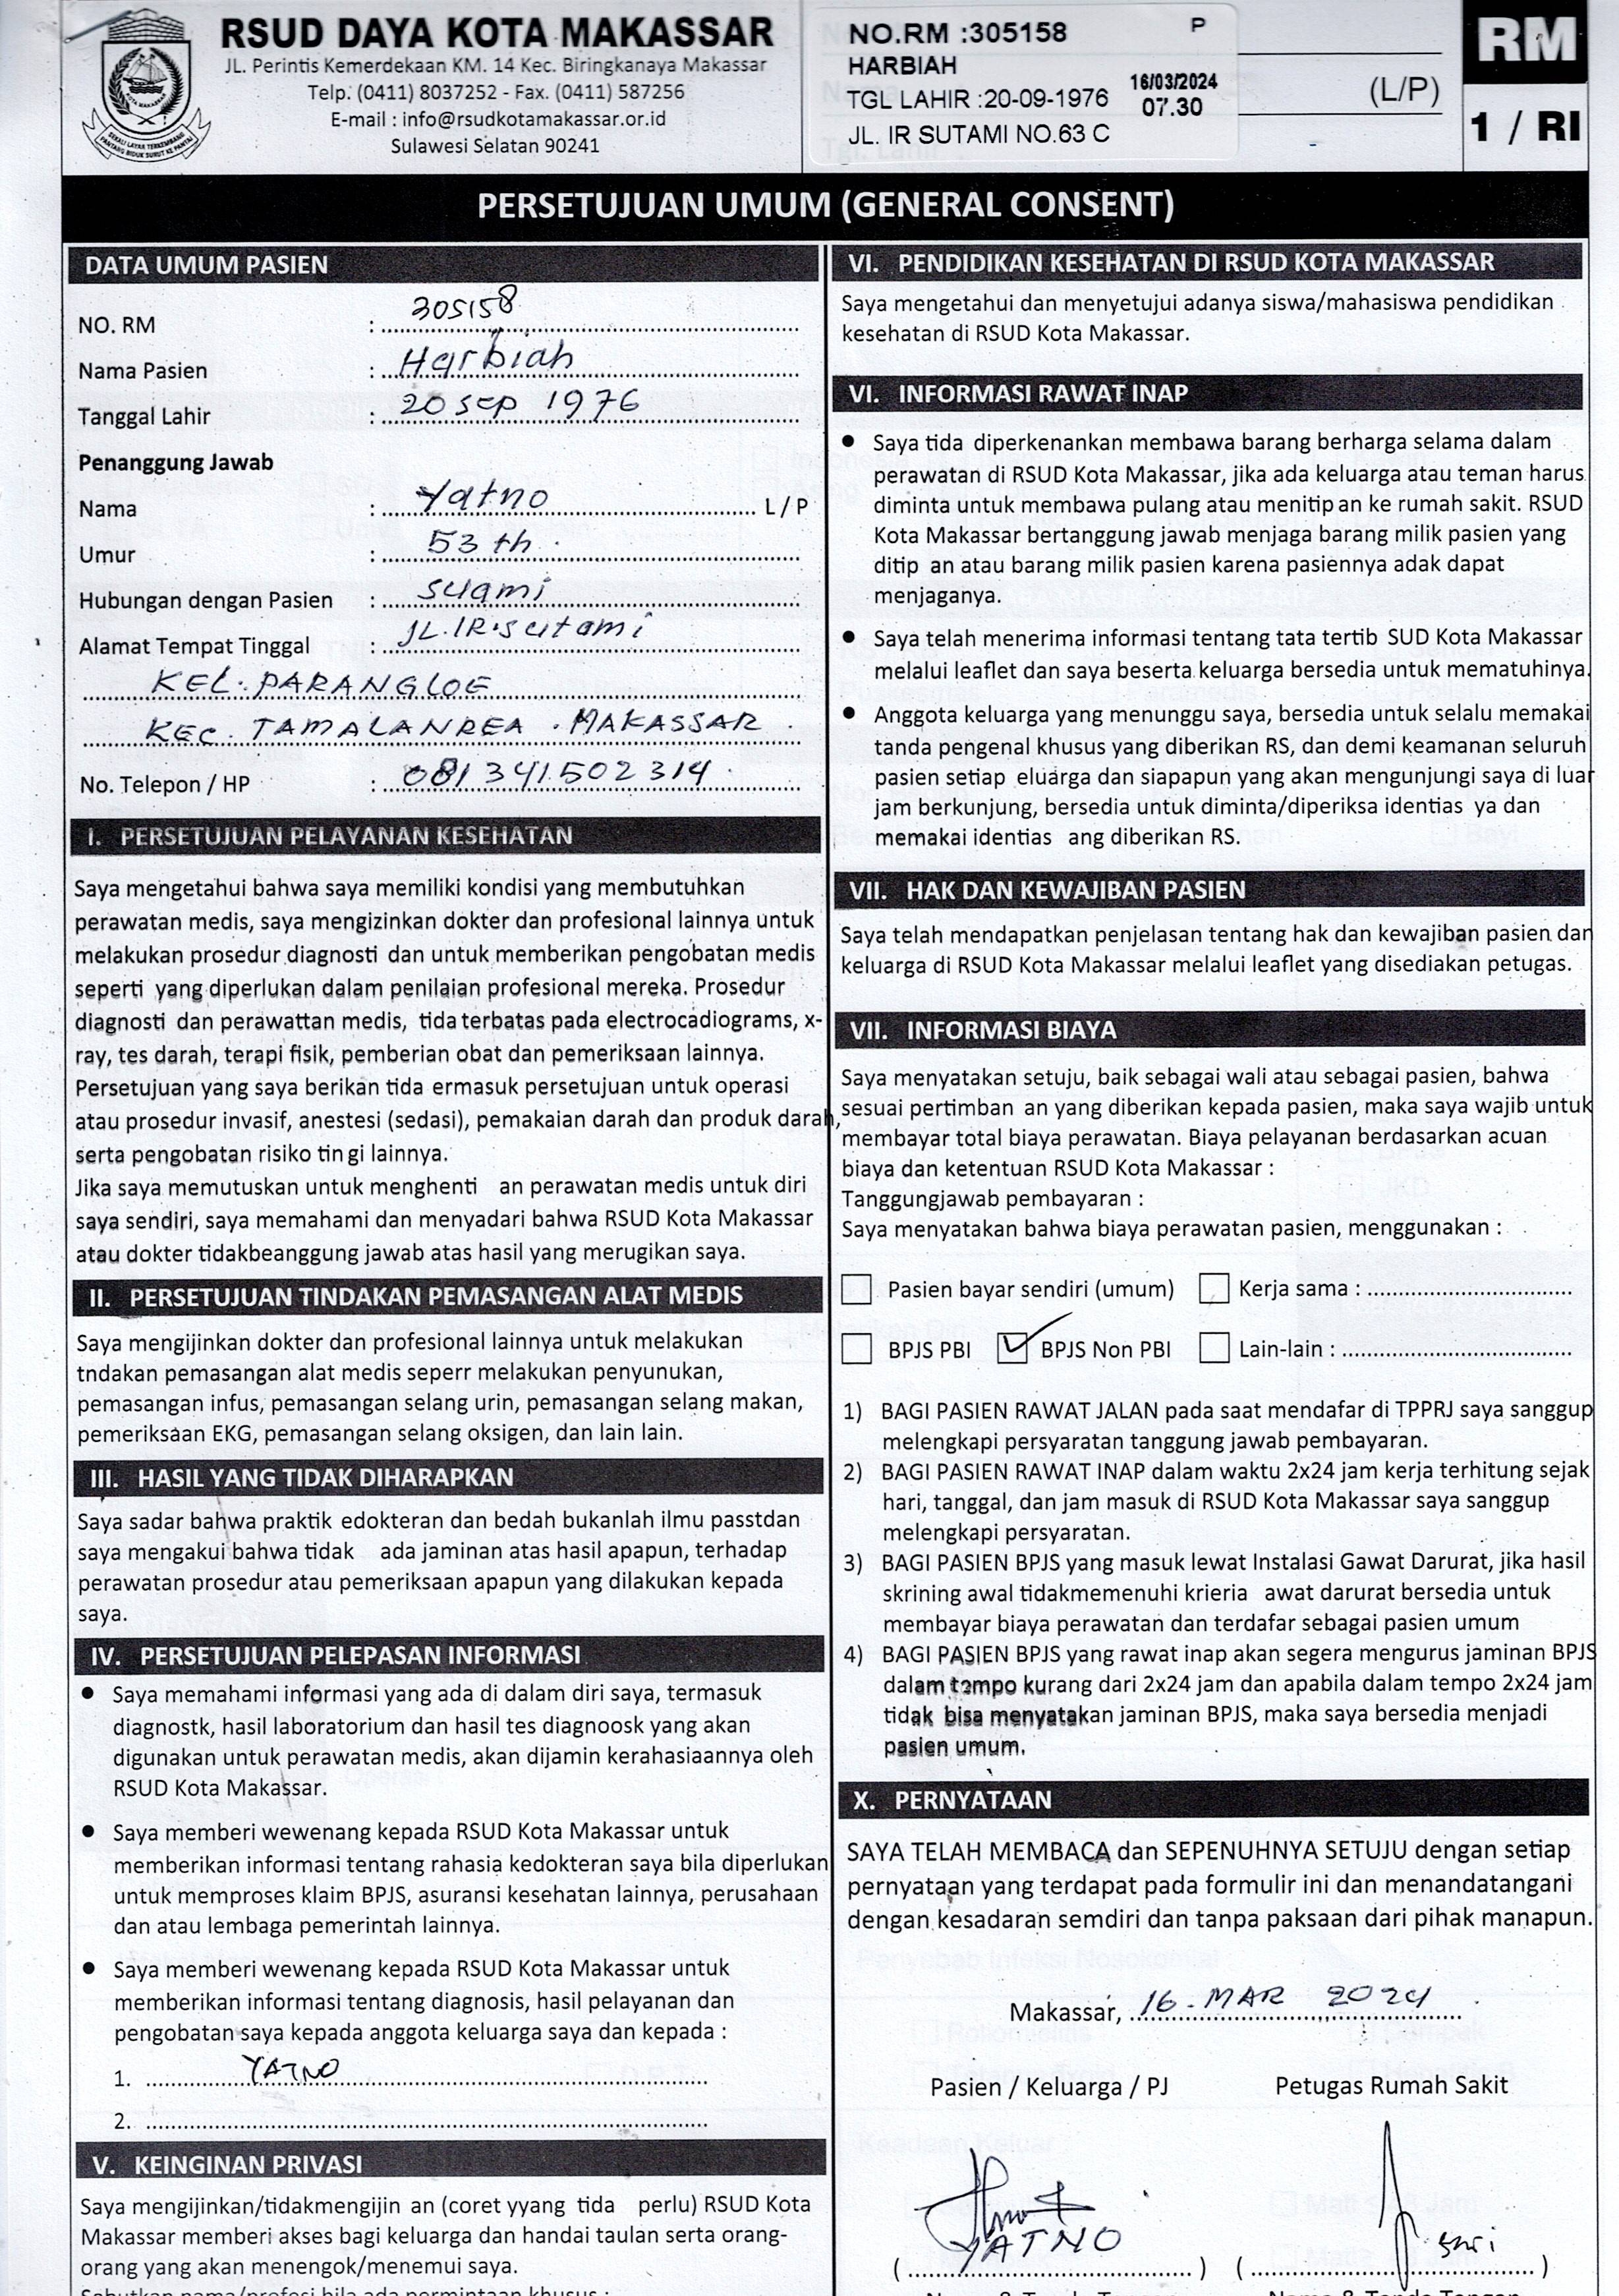 RSUD DAYA KOTA MAKASSAR
JL. Perintis Kemerdekaan KM. 14 Kec. Biringkanaya Makassar
Telp: (0411) 8037252 - Fax. (0411) 587256
E-mail : info@rsudkotamakassar.or.id
Sulawesi Selatan 90241
KOTA MAKASSAR
SEKALI LAYAR TERKEMBANG
PANTANG BIDUK SURUT KE PANTAI
NO.RM :305158 P
HARBIAH
TGL LAHIR :20-09-1976 16/03/2024
07.30
JL. IR SUTAMI NO.63 C
(L/P)
RM
1 / RI
PERSETUJUAN UMUM (GENERAL CONSENT)
DATA UMUM PASIEN
NO. RM : 305158
Nama Pasien : Harbiah
Tanggal Lahir : 20 sep 1976
Penanggung Jawab
Nama : Yatno L / P
Umur : 53 th
Hubungan dengan Pasien : suami
Alamat Tempat Tinggal : JL. IR. sutami
KEL. PARANGLOE
KEC. TAMALANREA . MAKASSAR
No. Telepon / HP : 081341502314
I. PERSETUJUAN PELAYANAN KESEHATAN
Saya mengetahui bahwa saya memiliki kondisi yang membutuhkan
perawatan medis, saya mengizinkan dokter dan profesional lainnya untuk
melakukan prosedur diagnosti dan untuk memberikan pengobatan medis
seperti yang diperlukan dalam penilaian profesional mereka. Prosedur
diagnosti dan perawattan medis, tida terbatas pada electrocadiograms, x-
ray, tes darah, terapi fisik, pemberian obat dan pemeriksaan lainnya.
Persetujuan yang saya berikan tida ermasuk persetujuan untuk operasi
atau prosedur invasif, anestesi (sedasi), pemakaian darah dan produk darah,
serta pengobatan risiko tin gi lainnya.
Jika saya memutuskan untuk menghenti an perawatan medis untuk diri
saya sendiri, saya memahami dan menyadari bahwa RSUD Kota Makassar
atau dokter tidakbeanggung jawab atas hasil yang merugikan saya.
II. PERSETUJUAN TINDAKAN PEMASANGAN ALAT MEDIS
Saya mengijinkan dokter dan profesional lainnya untuk melakukan
tndakan pemasangan alat medis seperr melakukan penyunukan,
pemasangan infus, pemasangan selang urin, pemasangan selang makan,
pemeriksaan EKG, pemasangan selang oksigen, dan lain lain.
III. HASIL YANG TIDAK DIHARAPKAN
Saya sadar bahwa praktik edokteran dan bedah bukanlah ilmu passtdan
saya mengakui bahwa tidak ada jaminan atas hasil apapun, terhadap
perawatan prosedur atau pemeriksaan apapun yang dilakukan kepada
saya.
IV. PERSETUJUAN PELEPASAN INFORMASI
● Saya memahami informasi yang ada di dalam diri saya, termasuk
diagnostk, hasil laboratorium dan hasil tes diagnoosk yang akan
digunakan untuk perawatan medis, akan dijamin kerahasiaannya oleh
RSUD Kota Makassar.
● Saya memberi wewenang kepada RSUD Kota Makassar untuk
memberikan informasi tentang rahasia kedokteran saya bila diperlukan
untuk memproses klaim BPJS, asuransi kesehatan lainnya, perusahaan
dan atau lembaga pemerintah lainnya.
● Saya memberi wewenang kepada RSUD Kota Makassar untuk
memberikan informasi tentang diagnosis, hasil pelayanan dan
pengobatan saya kepada anggota keluarga saya dan kepada :
1. YATNO
2.
V. KEINGINAN PRIVASI
Saya mengijinkan/tidakmengijin an (coret yyang tida perlu) RSUD Kota
Makassar memberi akses bagi keluarga dan handai taulan serta orang-
orang yang akan menengok/menemui saya.
Sebutkan nama/profesi bila ada permintaan khusus :
VI. PENDIDIKAN KESEHATAN DI RSUD KOTA MAKASSAR
Saya mengetahui dan menyetujui adanya siswa/mahasiswa pendidikan
kesehatan di RSUD Kota Makassar.
VI. INFORMASI RAWAT INAP
● Saya tida diperkenankan membawa barang berharga selama dalam
perawatan di RSUD Kota Makassar, jika ada keluarga atau teman harus
diminta untuk membawa pulang atau menitip an ke rumah sakit. RSUD
Kota Makassar bertanggung jawab menjaga barang milik pasien yang
ditip an atau barang milik pasien karena pasiennya adak dapat
menjaganya.
● Saya telah menerima informasi tentang tata tertib SUD Kota Makassar
melalui leaflet dan saya beserta keluarga bersedia untuk mematuhinya.
● Anggota keluarga yang menunggu saya, bersedia untuk selalu memakai
tanda pengenal khusus yang diberikan RS, dan demi keamanan seluruh
pasien setiap eluarga dan siapapun yang akan mengunjungi saya di luar
jam berkunjung, bersedia untuk diminta/diperiksa identias ya dan
memakai identias ang diberikan RS.
VII. HAK DAN KEWAJIBAN PASIEN
Saya telah mendapatkan penjelasan tentang hak dan kewajiban pasien dan
keluarga di RSUD Kota Makassar melalui leaflet yang disediakan petugas.
VII. INFORMASI BIAYA
Saya menyatakan setuju, baik sebagai wali atau sebagai pasien, bahwa
sesuai pertimban an yang diberikan kepada pasien, maka saya wajib untuk
membayar total biaya perawatan. Biaya pelayanan berdasarkan acuan
biaya dan ketentuan RSUD Kota Makassar :
Tanggungjawab pembayaran :
Saya menyatakan bahwa biaya perawatan pasien, menggunakan :
☐ Pasien bayar sendiri (umum) ☐ Kerja sama :
☐ BPJS PBI ☑ BPJS Non PBI ☐ Lain-lain :
1) BAGI PASIEN RAWAT JALAN pada saat mendafar di TPPRJ saya sanggup
melengkapi persyaratan tanggung jawab pembayaran.
2) BAGI PASIEN RAWAT INAP dalam waktu 2x24 jam kerja terhitung sejak
hari, tanggal, dan jam masuk di RSUD Kota Makassar saya sanggup
melengkapi persyaratan.
3) BAGI PASIEN BPJS yang masuk lewat Instalasi Gawat Darurat, jika hasil
skrining awal tidakmemenuhi krieria awat darurat bersedia untuk
membayar biaya perawatan dan terdafar sebagai pasien umum
4) BAGI PASIEN BPJS yang rawat inap akan segera mengurus jaminan BPJS
dalam tempo kurang dari 2x24 jam dan apabila dalam tempo 2x24 jam
tidak bisa menyatakan jaminan BPJS, maka saya bersedia menjadi
pasien umum.
X. PERNYATAAN
SAYA TELAH MEMBACA dan SEPENUHNYA SETUJU dengan setiap
pernyataan yang terdapat pada formulir ini dan menandatangani
dengan kesadaran semdiri dan tanpa paksaan dari pihak manapun.
Makassar, 16. MAR 2024
Pasien / Keluarga / PJ Petugas Rumah Sakit
( YATNO ) ( )